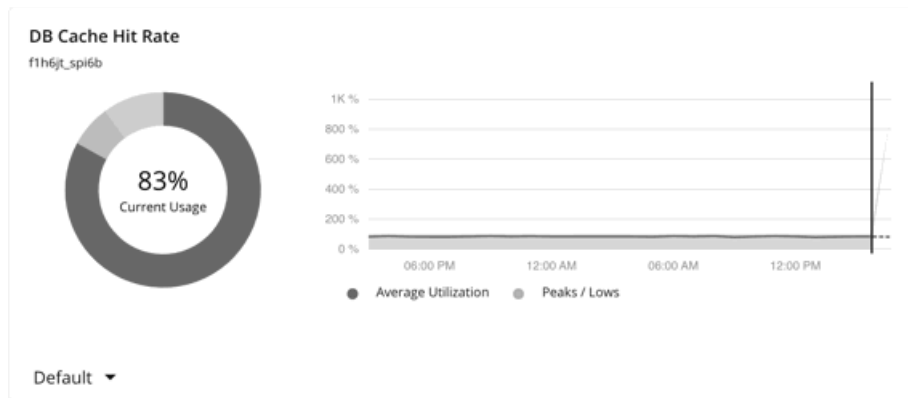 DB Cache Hit Rate
f1h6jt_spi6b
83%
Current Usage
1K %
800 %
600 %
400 %
200 %
0 %
06:00 PM 12:00 AM 06:00 AM 12:00 PM
Average Utilization Peaks / Lows
Default